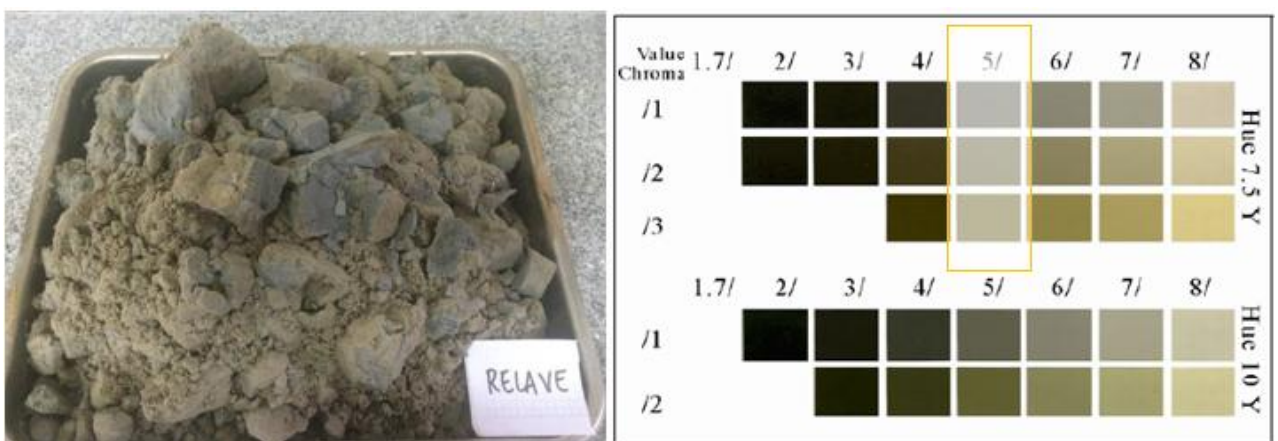 RELAVE
Value 1.7/ 2/ 3/ 4/ 5/ 6/ 7/ 8/
Chroma
/1
/2
/3
Hue 7.5 Y
1.7/ 2/ 3/ 4/ 5/ 6/ 7/ 8/
/1
/2
Hue 10 Y